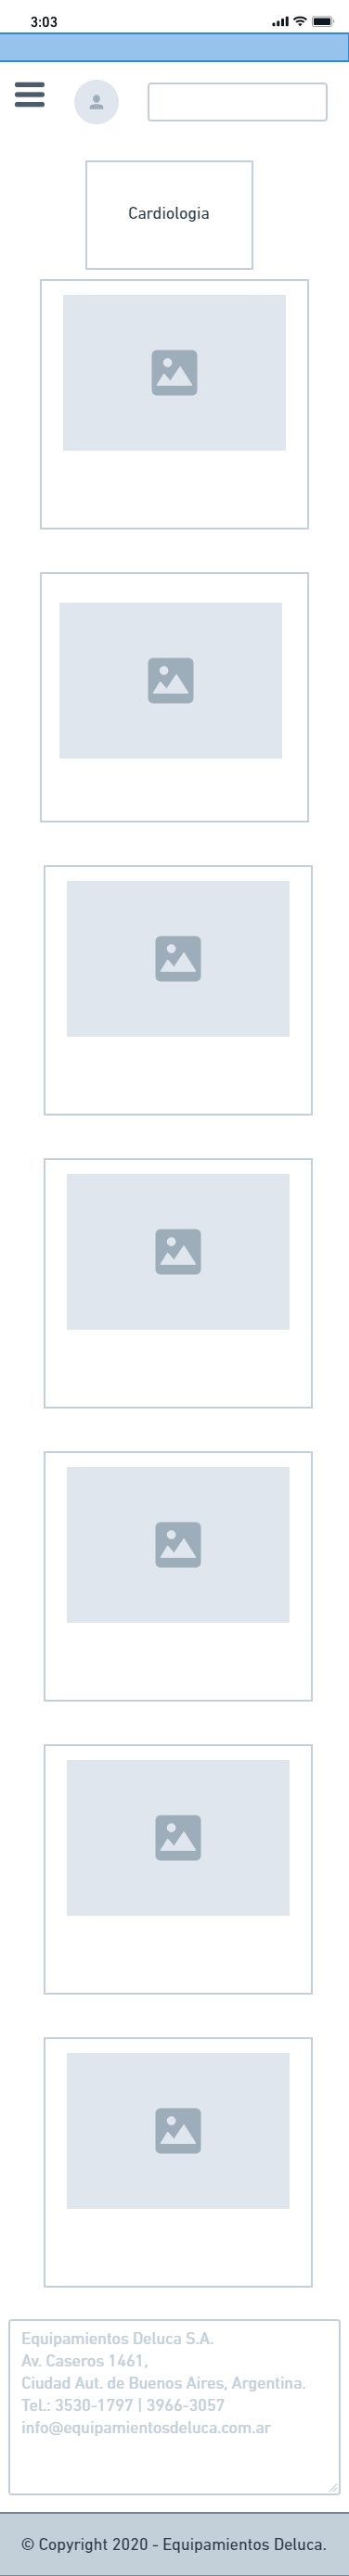 3:03
Cardiologia
Equipamientos Deluca S.A.
Av. Caseros 1461,
Ciudad Aut. de Buenos Aires, Argentina.
Tel.: 3530-1797 | 3966-3057
info@equipamientosdeluca.com.ar
© Copyright 2020 - Equipamientos Deluca.